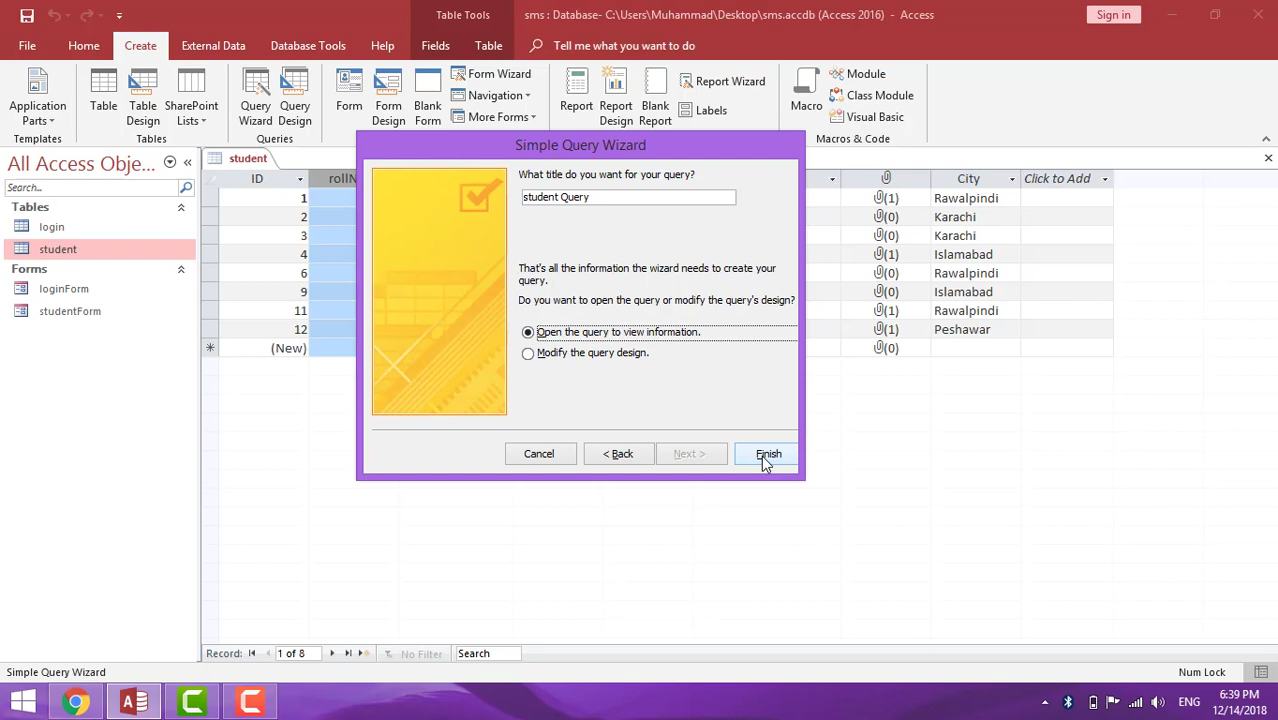 Table Tools
sms : Database- C:\Users\Muhammad\Desktop\sms.accdb (Access 2016) - Access
Sign in
File Home Create External Data Database Tools Help Fields Table Tell me what you want to do
Application Parts
Table
Table Design
SharePoint Lists
Query Wizard
Query Design
Form
Form Design
Blank Form
Form Wizard
Navigation
More Forms
Report
Report Design
Blank Report
Report Wizard
Labels
Macro
Module
Class Module
Visual Basic
Templates Tables Queries Macros & Code
All Access Obje...
Search...
Tables
login
student
Forms
loginForm
studentForm
student
ID rollN City Click to Add
1 (1) Rawalpindi
2 (0) Karachi
3 (0) Karachi
4 (1) Islamabad
6 (0) Rawalpindi
9 (0) Islamabad
11 (1) Rawalpindi
12 (1) Peshawar
* (New) (0)
Simple Query Wizard
What title do you want for your query?
student Query
That's all the information the wizard needs to create your
query.
Do you want to open the query or modify the query's design?
Open the query to view information.
Modify the query design.
Cancel < Back Next > Finish
Record: 1 of 8 No Filter Search
Simple Query Wizard
Num Lock
ENG
6:39 PM
12/14/2018